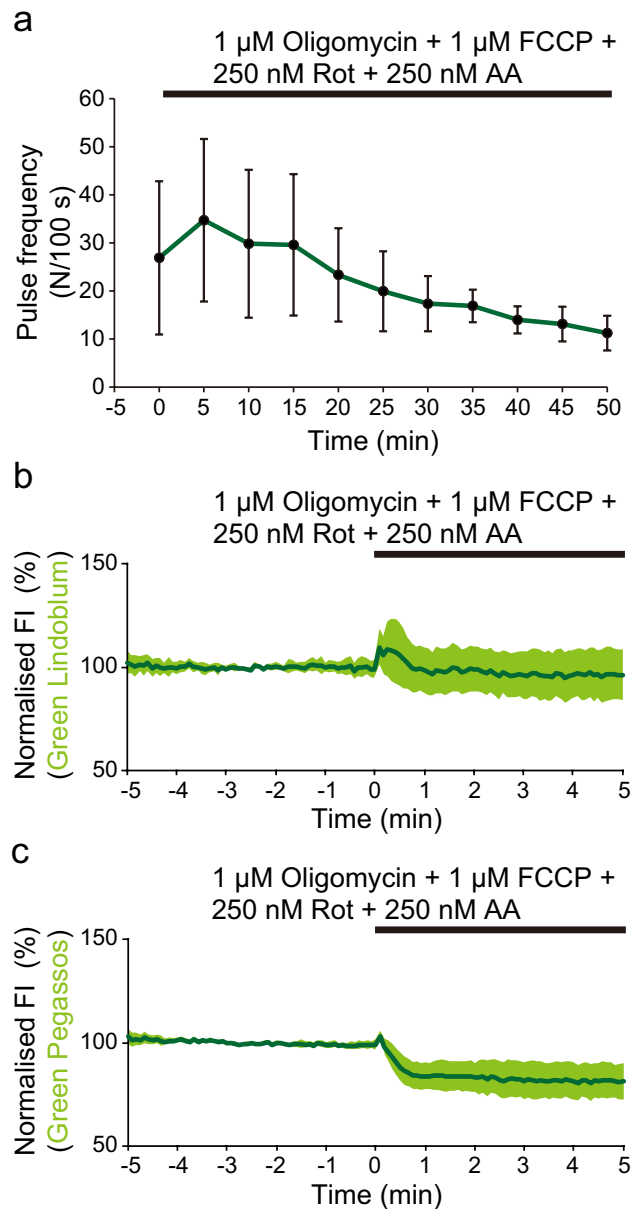 a
1 µM Oligomycin + 1 µM FCCP +
250 nM Rot + 250 nM AA
Pulse frequency
(N/100 s)
60
50
40
30
20
10
0
-5 0 5 10 15 20 25 30 35 40 45 50
Time (min)
b
1 µM Oligomycin + 1 µM FCCP +
250 nM Rot + 250 nM AA
Normalised FI (%)
(Green Lindoblum)
150
100
50
-5 -4 -3 -2 -1 0 1 2 3 4 5
Time (min)
c
1 µM Oligomycin + 1 µM FCCP +
250 nM Rot + 250 nM AA
Normalised FI (%)
(Green Pegassos)
150
100
50
-5 -4 -3 -2 -1 0 1 2 3 4 5
Time (min)